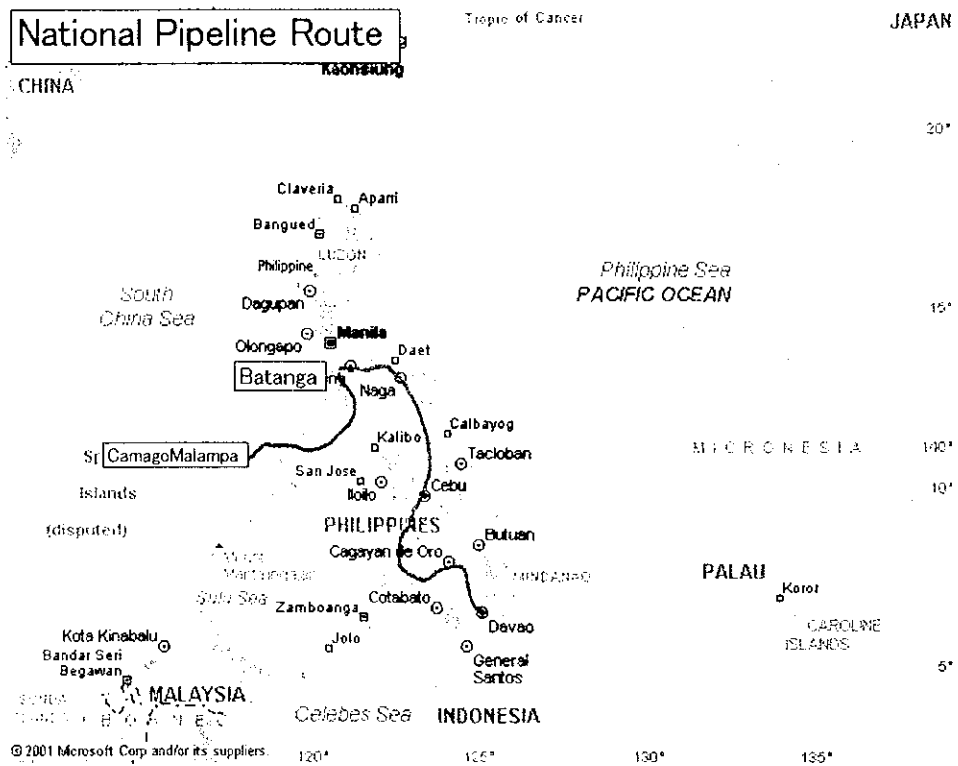 National Pipeline Route
Tropic of Cancer
JAPAN
Kaohsiung
CHINA
20°
Claveria
Aparri
Bangued
LUZON
Philippine
Philippine Sea
PACIFIC OCEAN
South
China Sea
Dagupan
15°
Olongapo
Manila
Daet
Batanga
Naga
Calbayog
Kalibo
MICRONESIA
100°
Sr
CamagoMalampa
Tacloban
San Jose
Iloilo
Cebu
10°
Islands
(disputed)
PHILIPPINES
Butuan
Cagayan de Oro
Mount
MINDANAO
PALAU
Koror
Sulu Sea
Cotabato
Zamboanga
Davao
CAROLINE
ISLANDS
Kota Kinabalu
Jolo
Bandar Seri
Begawan
General
Santos
5°
MALAYSIA
Celebes Sea
INDONESIA
© 2001 Microsoft Corp and/or its suppliers.
120°
125°
130°
135°